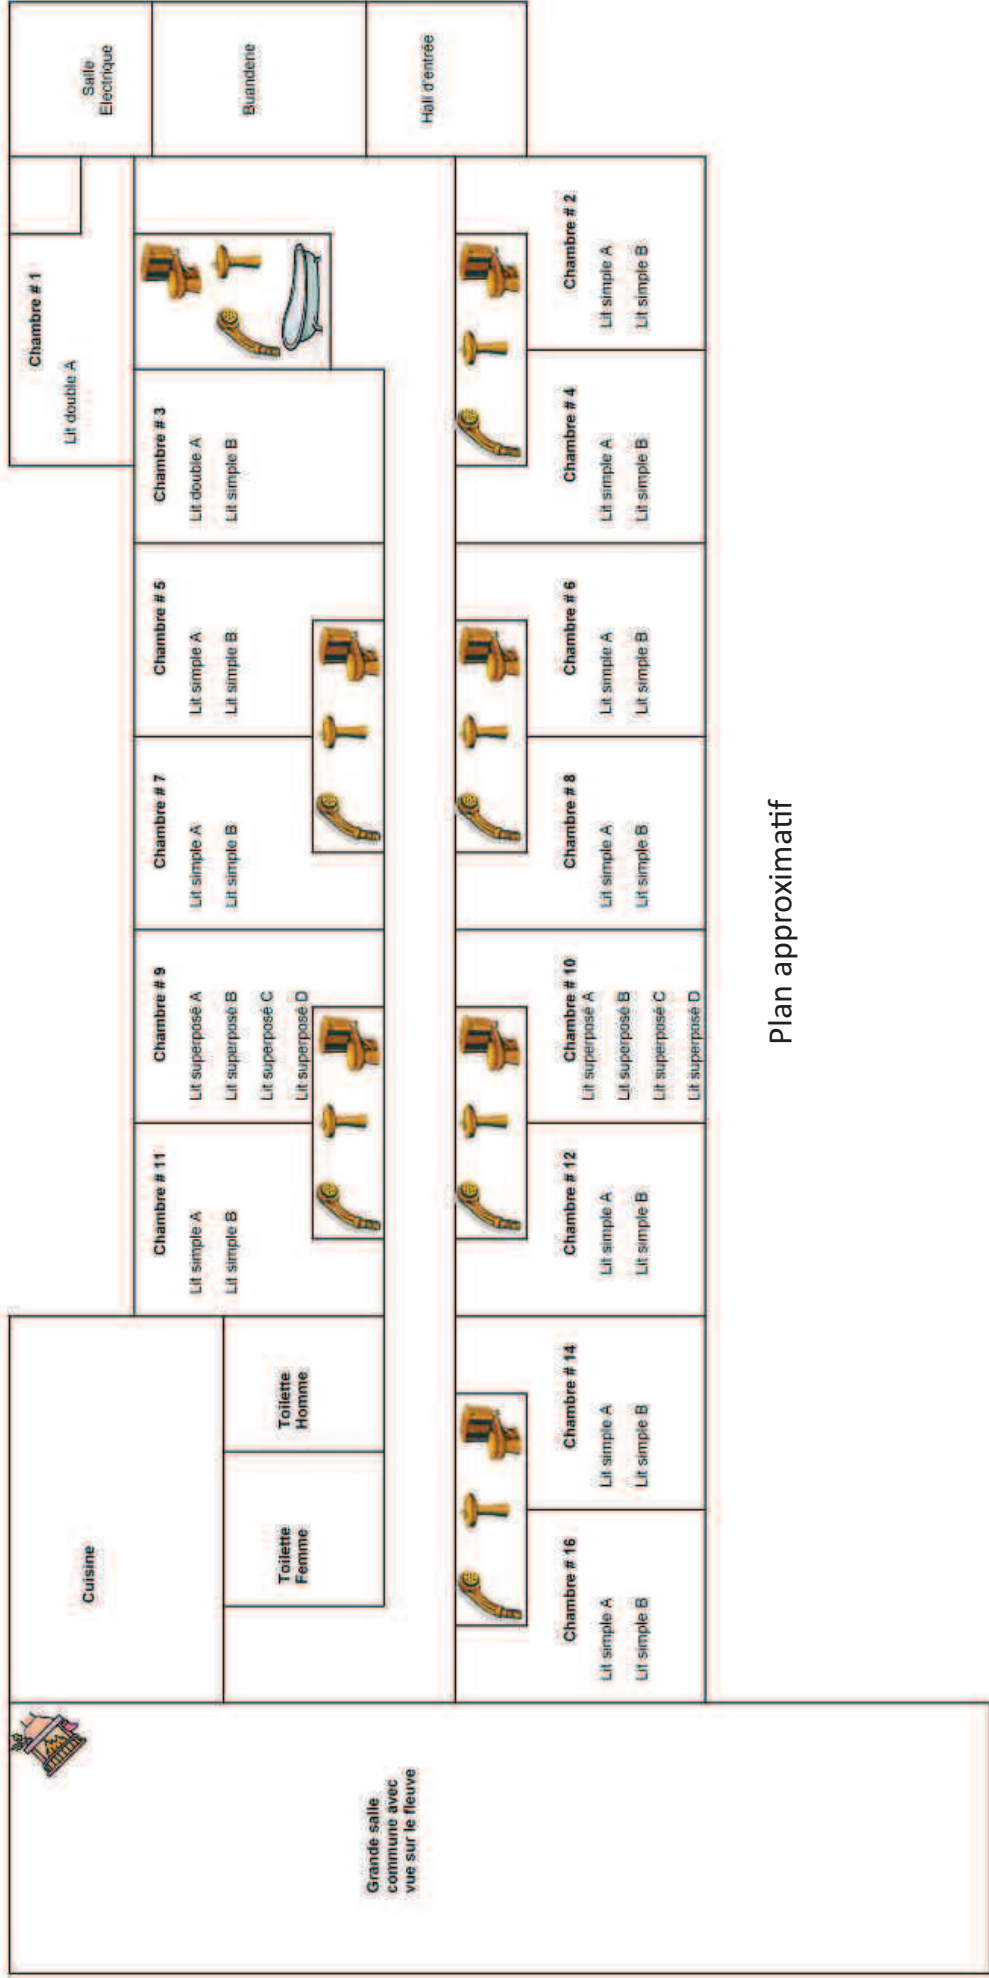 Cuisine
Chambre # 1
Lit double A
Salle
Electrique
Chambre # 11
Lit simple A
Lit simple B
Chambre # 9
Lit superposé A
Lit superposé B
Lit superposé C
Lit superposé D
Chambre # 7
Lit simple A
Lit simple B
Chambre # 5
Lit simple A
Lit simple B
Chambre # 3
Lit double A
Lit simple B
Buanderie
Toilette
Femme
Toilette
Homme
Grande salle
commune avec
vue sur le fleuve
Hall d'entrée
Chambre # 16
Lit simple A
Lit simple B
Chambre # 14
Lit simple A
Lit simple B
Chambre # 12
Lit simple A
Lit simple B
Chambre # 10
Lit superposé A
Lit superposé B
Lit superposé C
Lit superposé D
Chambre # 8
Lit simple A
Lit simple B
Chambre # 6
Lit simple A
Lit simple B
Chambre # 4
Lit simple A
Lit simple B
Chambre # 2
Lit simple A
Lit simple B
Plan approximatif